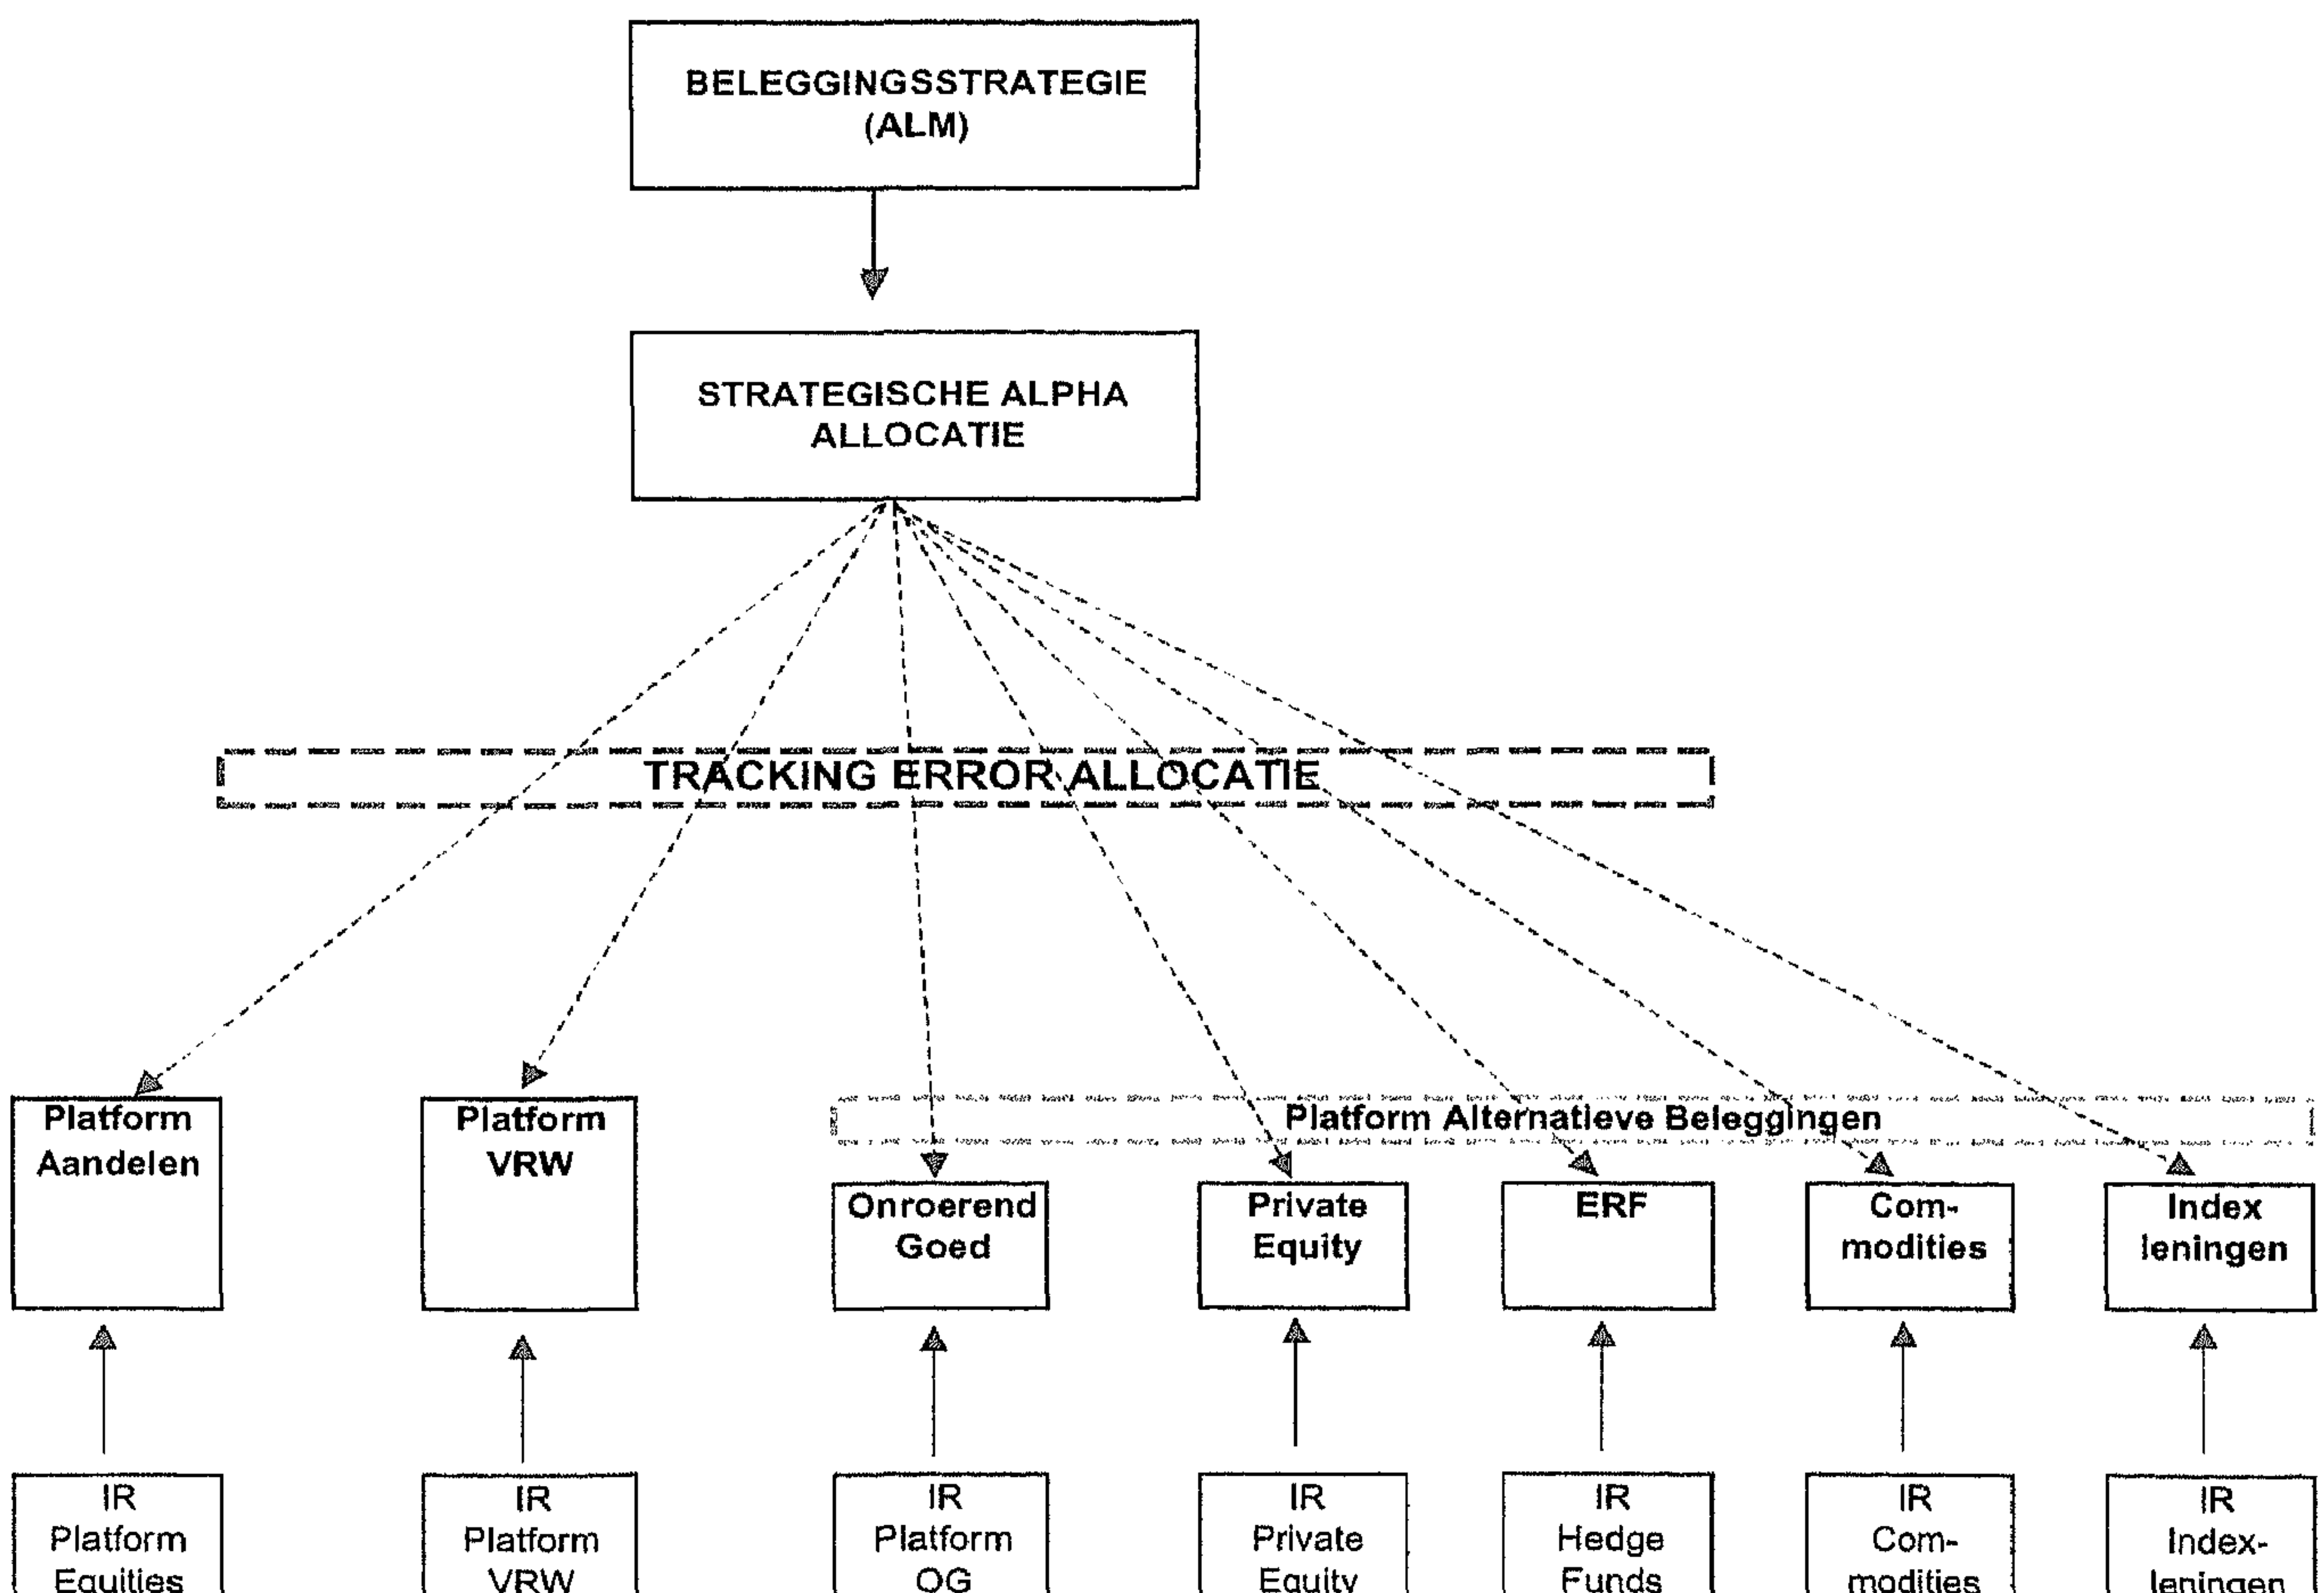 BELEGGINGSSTRATEGIE
(ALM)
STRATEGISCHE ALPHA
ALLOCATIE
TRACKING ERROR ALLOCATIE
Platform
Aandelen
Platform
VRW
Platform Alternatieve Beleggingen
Onroerend
Goed
Private
Equity
ERF
Com-
modities
Index
leningen
IR
Platform
Equities
IR
Platform
VRW
IR
Platform
OG
IR
Private
Equity
IR
Hedge
Funds
IR
Com-
modities
IR
Index-
leningen